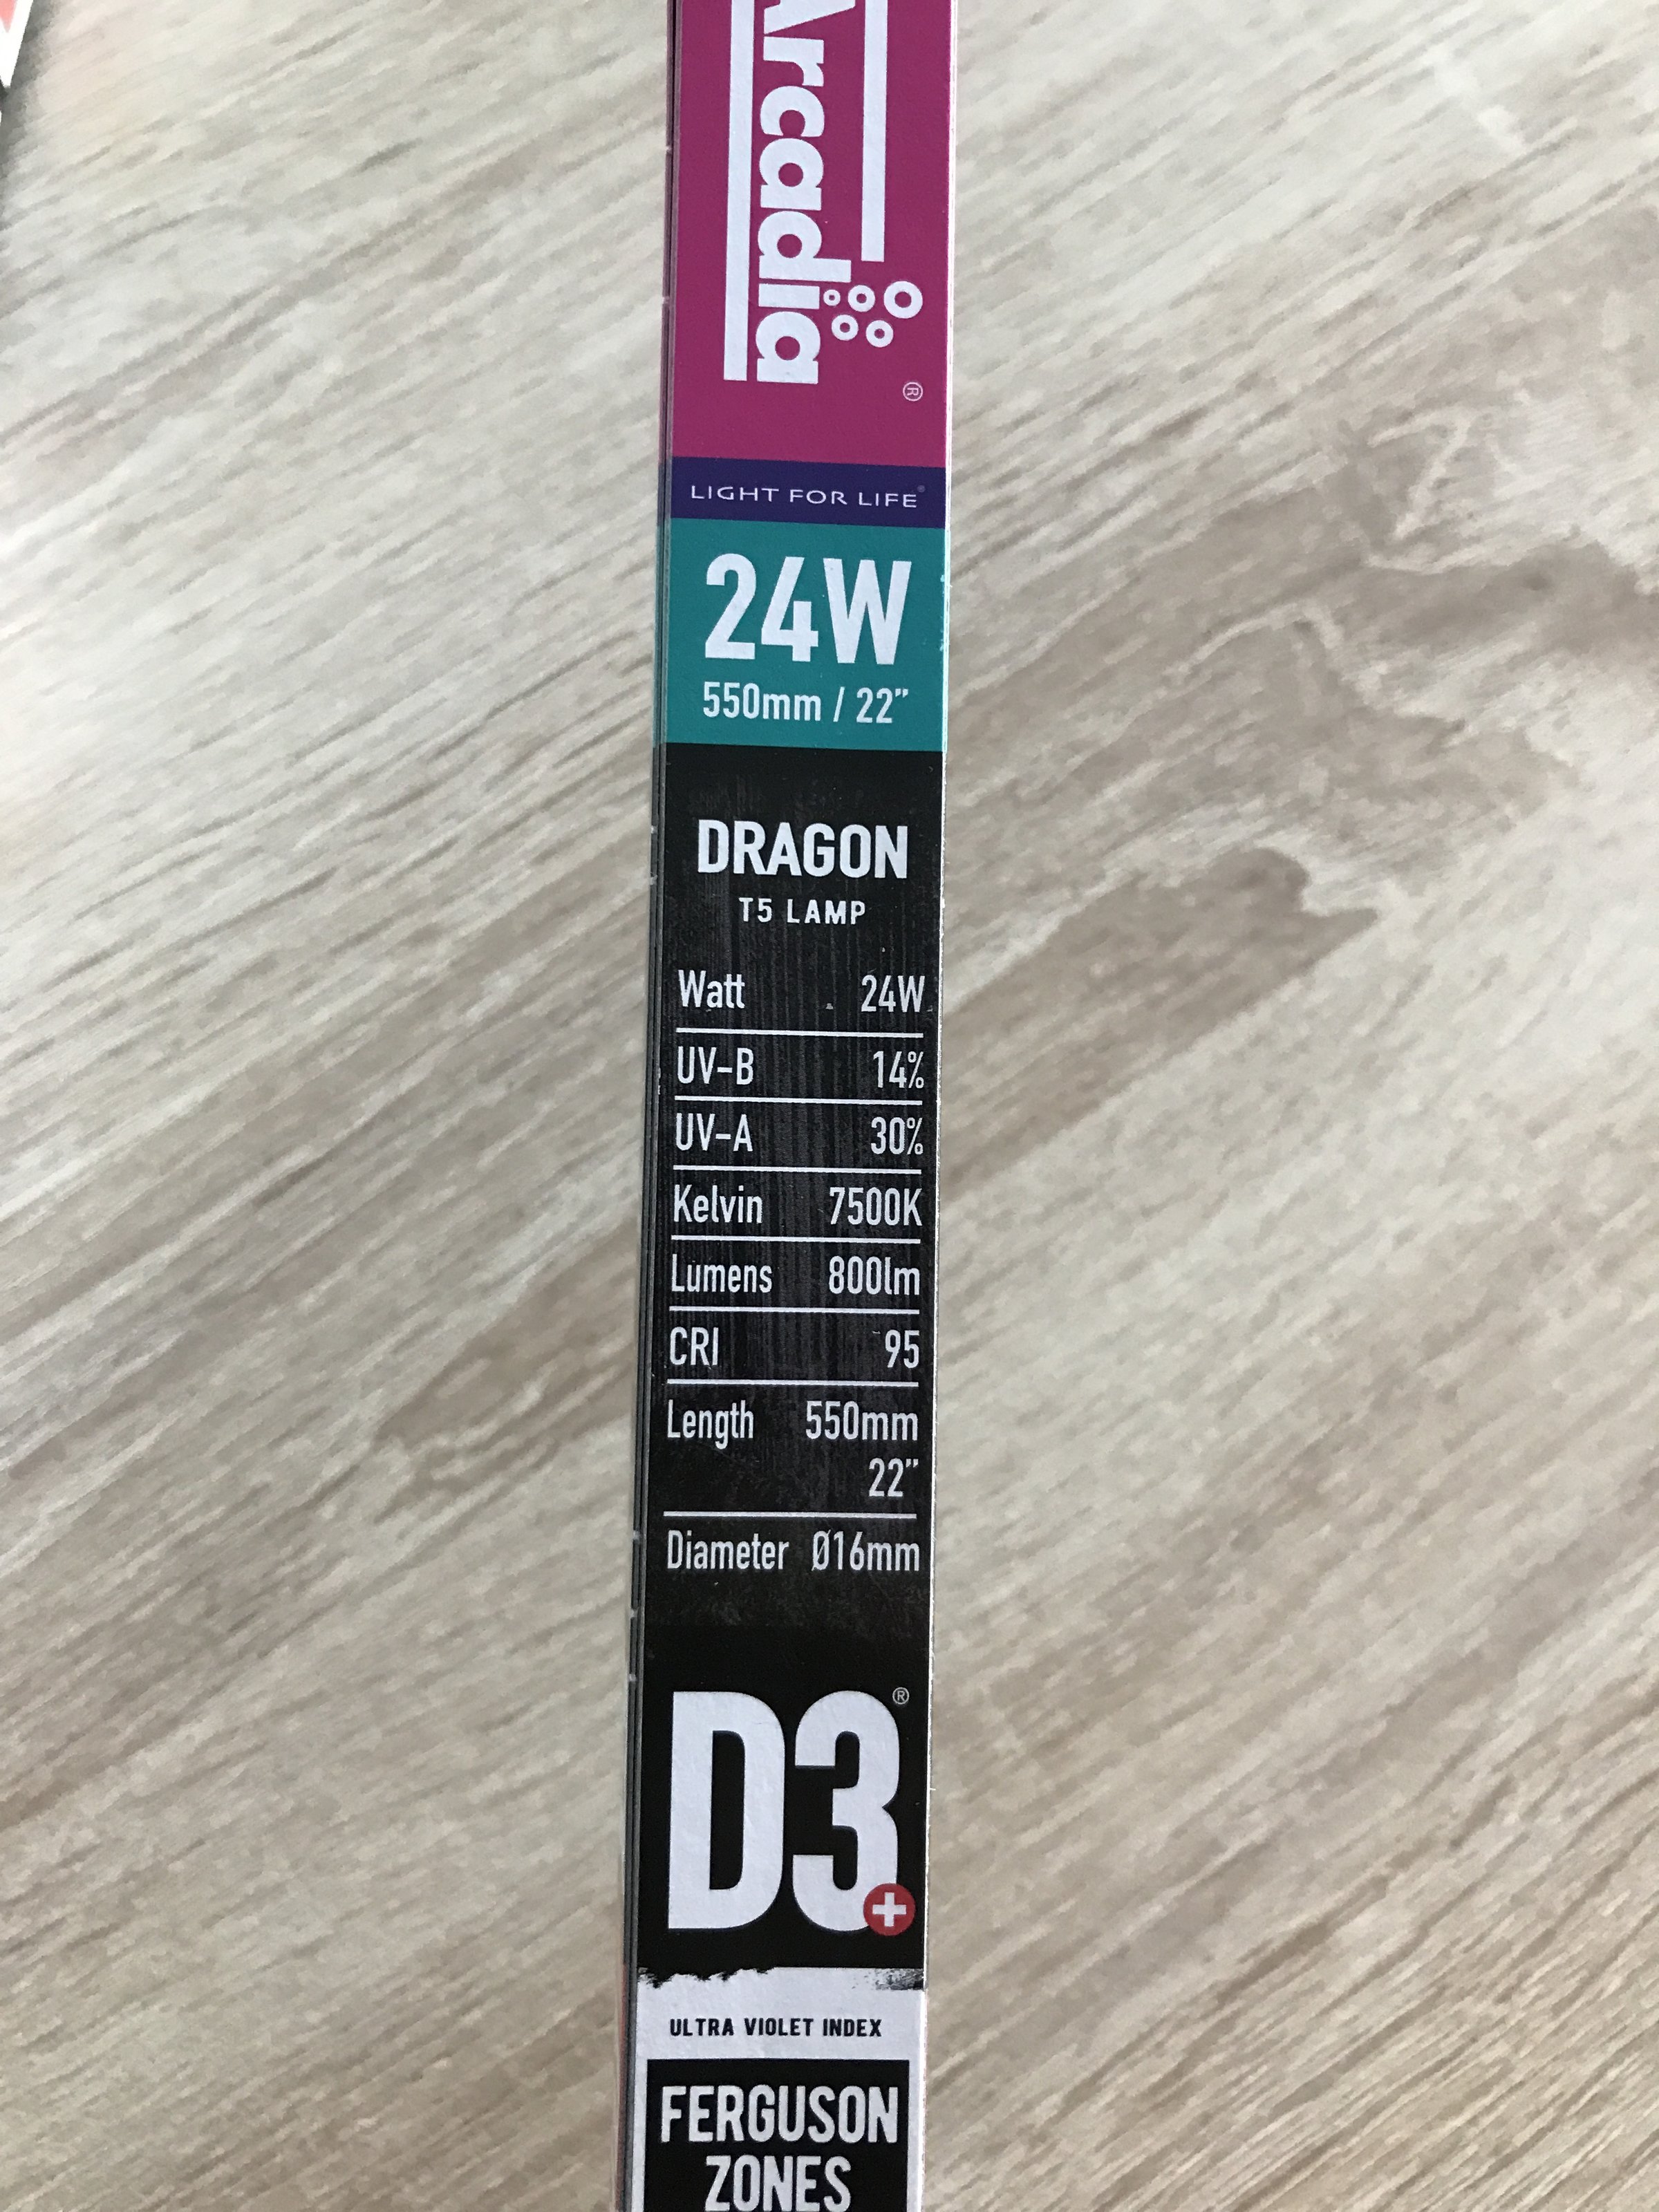 Arcadia
®
LIGHT FOR LIFE®
24W
550mm / 22”
DRAGON
T5 LAMP
Watt 24W
UV-B 14%
UV-A 30%
Kelvin 7500K
Lumens 800lm
CRI 95
Length 550mm
22”
Diameter Ø16mm
D3®
ULTRA VIOLET INDEX
FERGUSON
ZONES